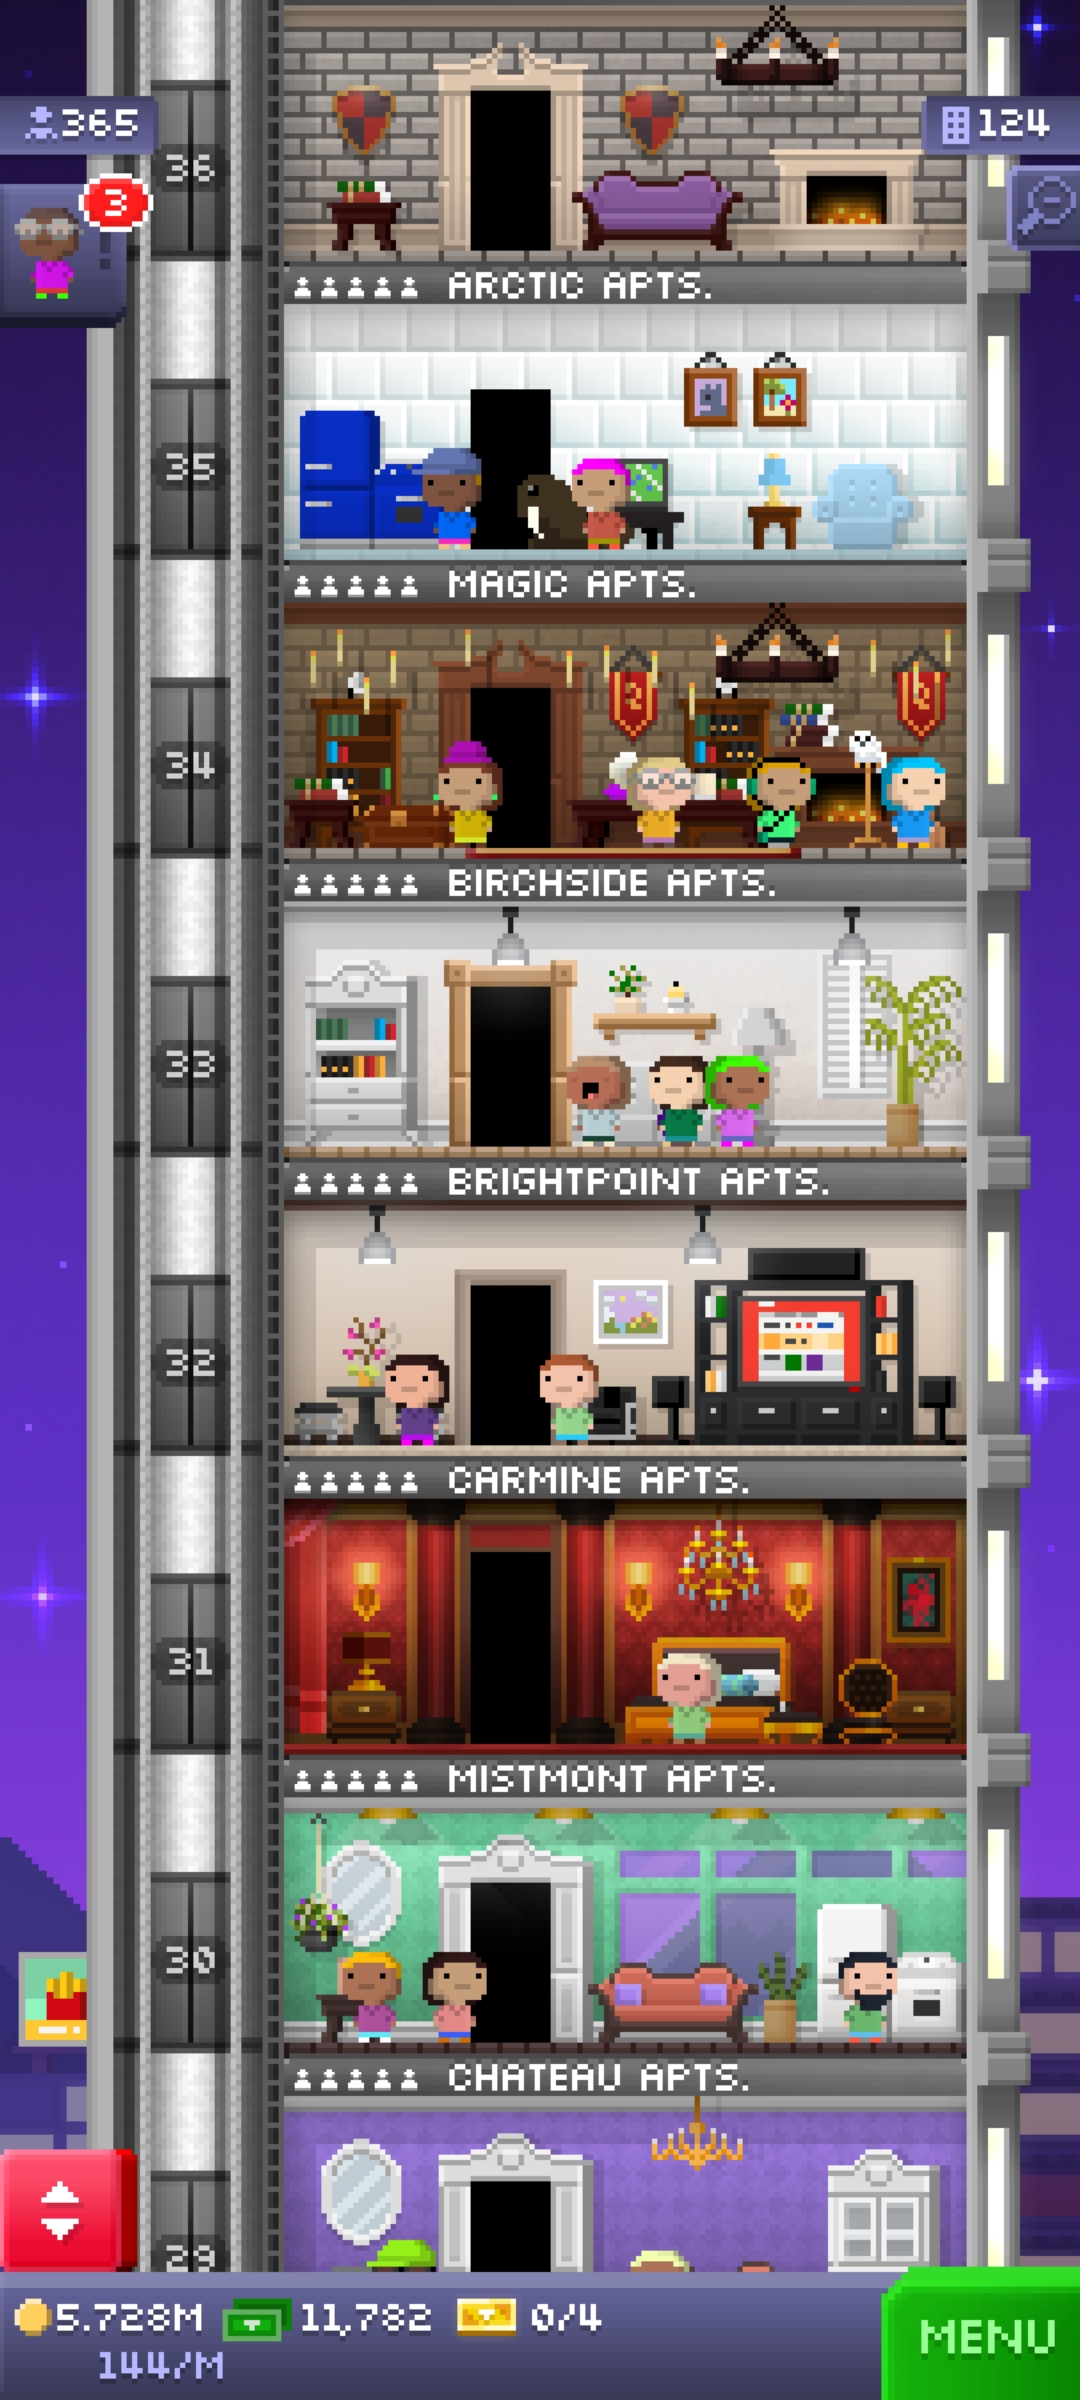 365
124
3
36
ARCTIC APTS.
35
MAGIC APTS.
34
BIRCHSIDE APTS.
33
BRIGHTPOINT APTS.
32
CARMINE APTS.
31
MISTMONT APTS.
30
CHATEAU APTS.
29
5.728M 11,782 0/4
144/M
MENU